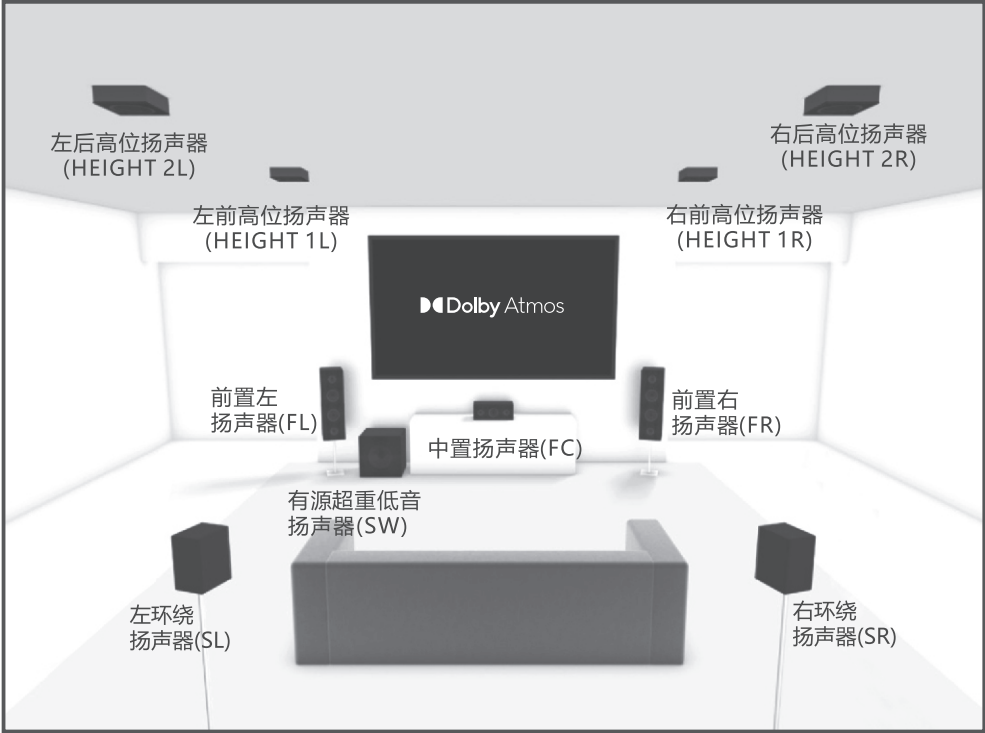 左后高位扬声器
(HEIGHT 2L)
右后高位扬声器
(HEIGHT 2R)
左前高位扬声器
(HEIGHT 1L)
右前高位扬声器
(HEIGHT 1R)
Dolby Atmos
前置左
扬声器(FL)
前置右
扬声器(FR)
中置扬声器(FC)
有源超重低音
扬声器(SW)
左环绕
扬声器(SL)
右环绕
扬声器(SR)